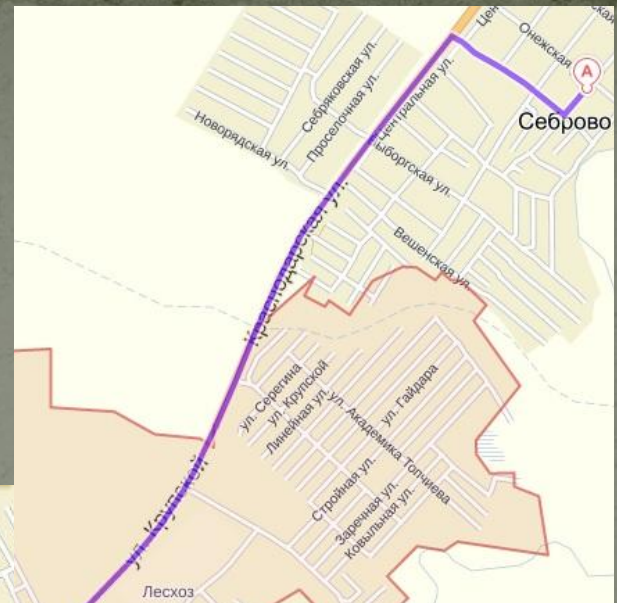 Онежская
А
Себряковская ул.
Центральная ул.
Проселочная ул.
Себрово
Новорядская ул.
Выборгская ул.
Краснодарская ул.
Вешенская ул.
ул. Серегина
ул. Крупской
Линейная ул.
ул. Гайдара
ул. Академика Топчиева
ул. Крупской
Стройная ул.
Заречная ул.
Ковыльная ул.
Лесхоз